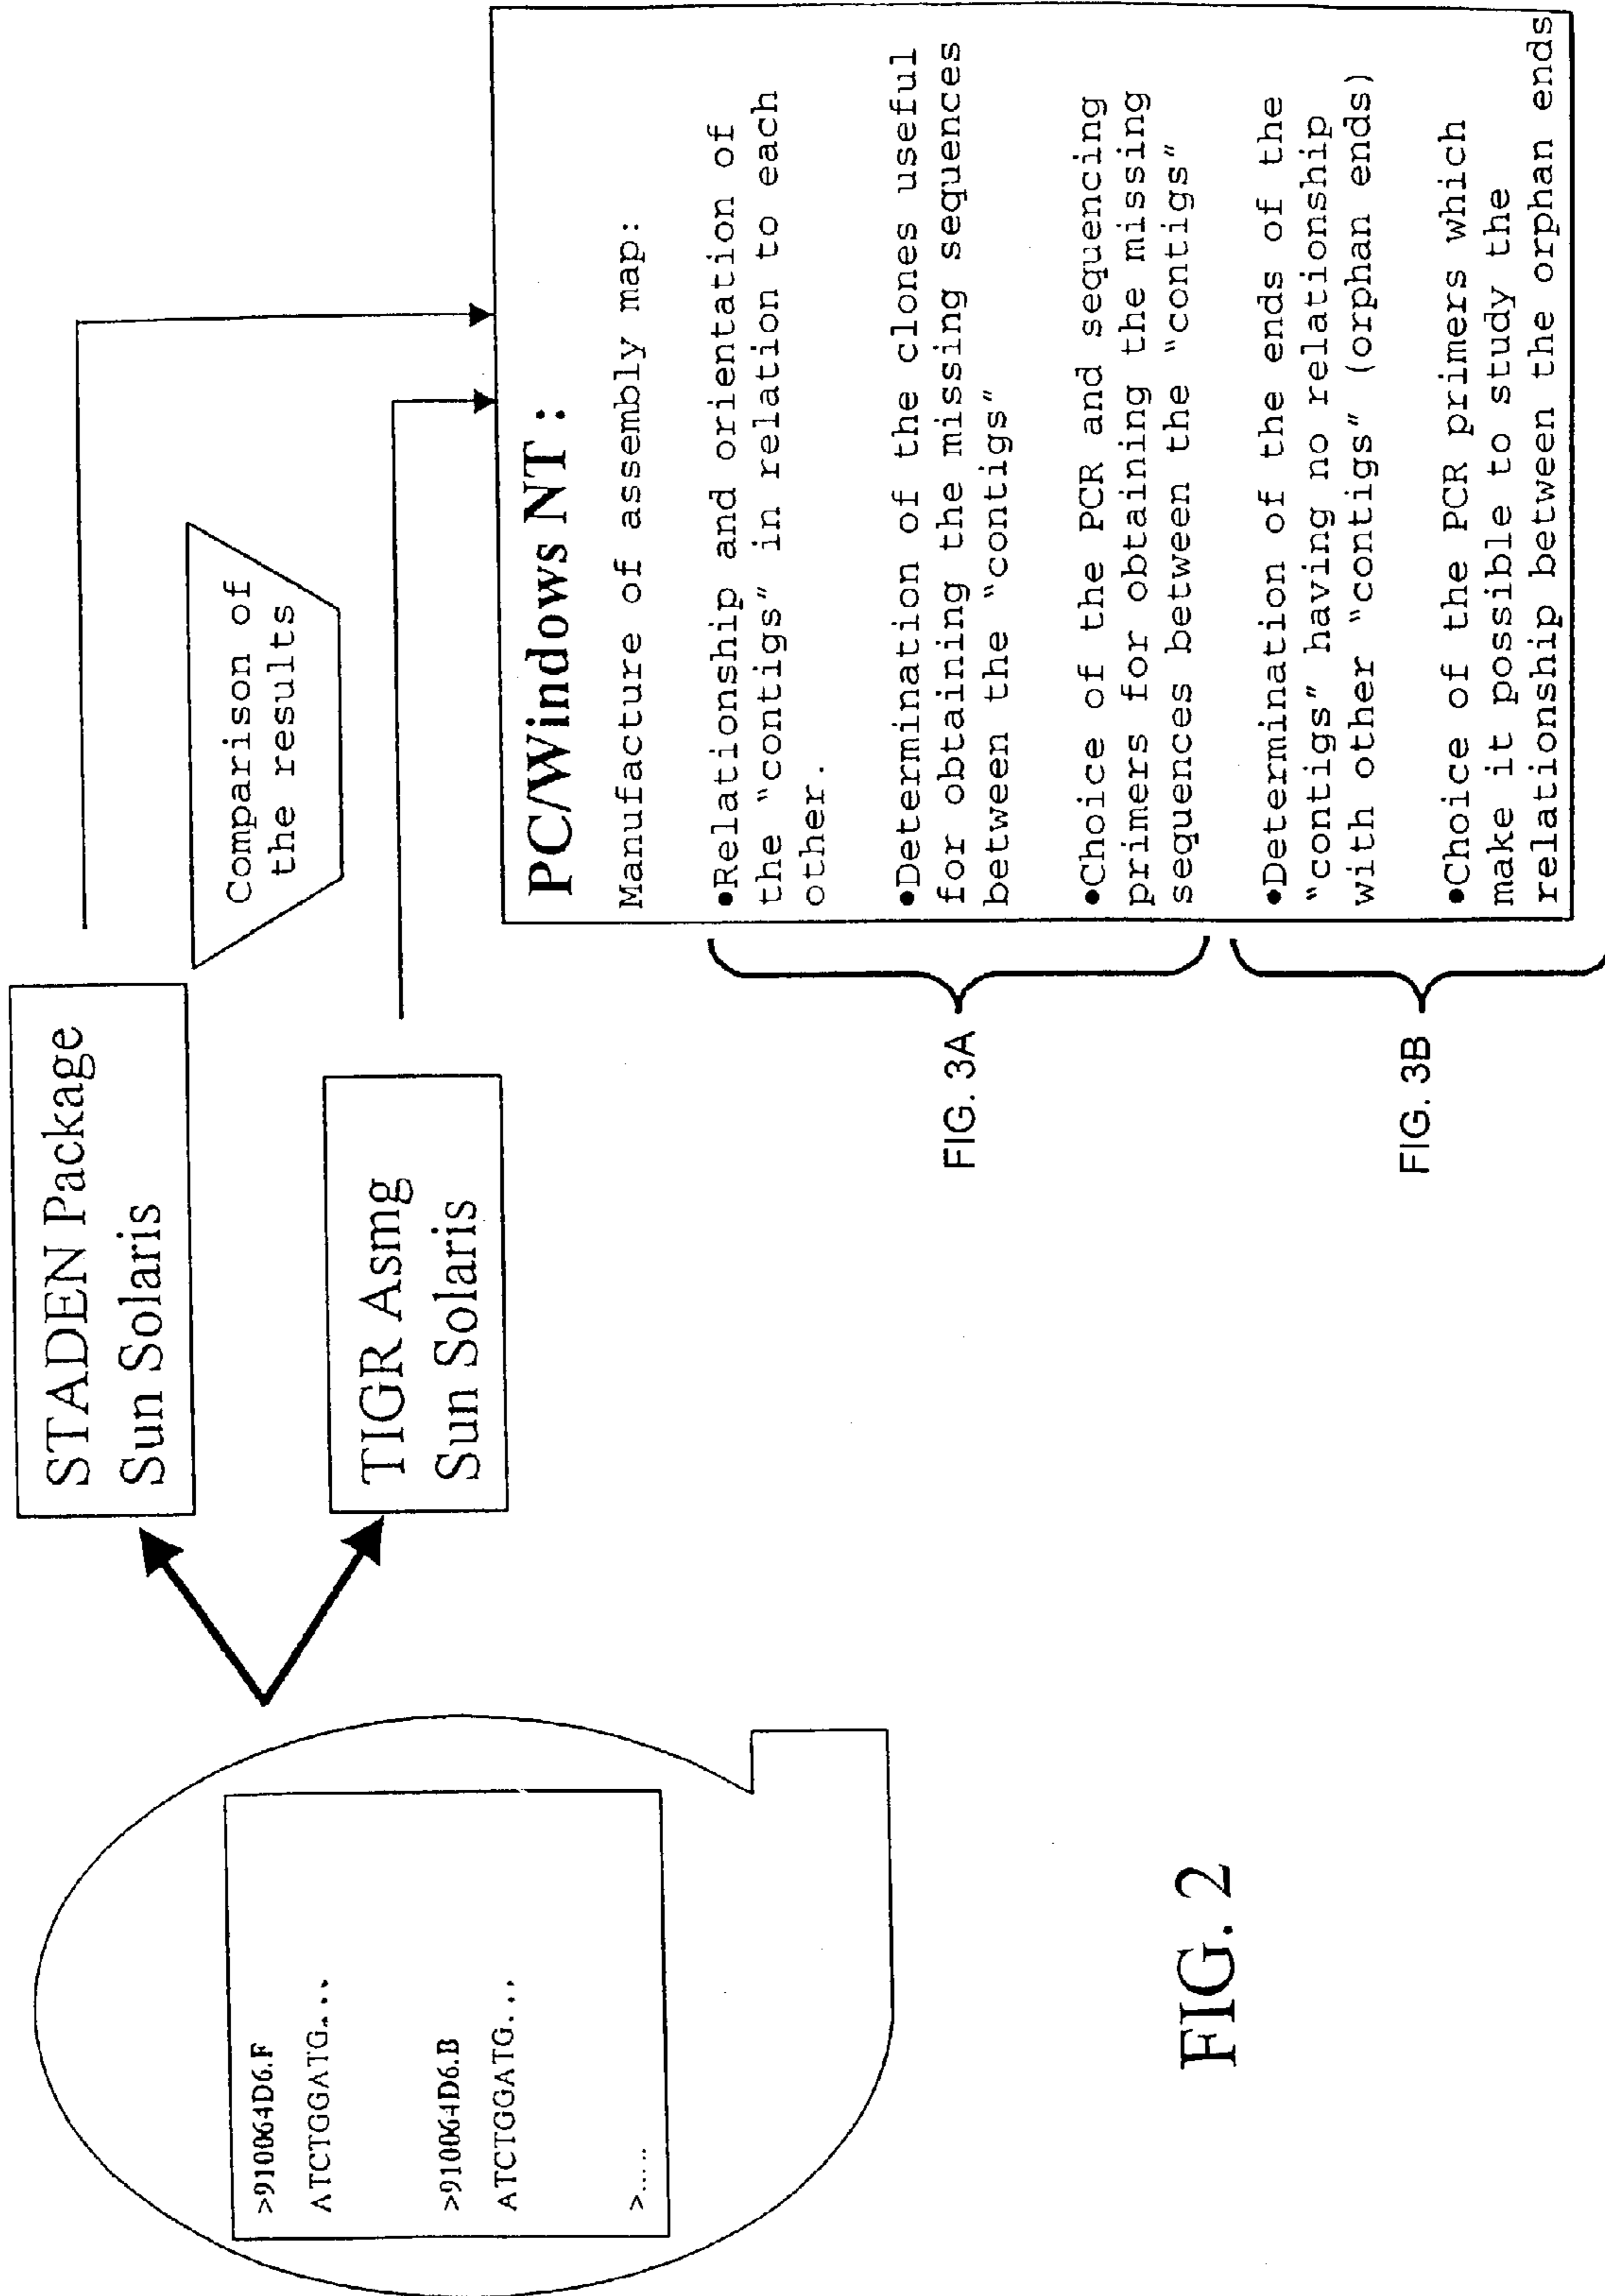 >910064D6.F
ATCTGGATG...
>910064D6.B
ATCTGGATG...
>.....
STADEN Package
Sun Solaris
TIGR Asmg
Sun Solaris
Comparison of
the results
PC/Windows NT :
Manufacture of assembly map:
•Relationship and orientation of
the "contigs" in relation to each
other.
•Determination of the clones useful
for obtaining the missing sequences
between the "contigs"
•Choice of the PCR and sequencing
primers for obtaining the missing
sequences between the "contigs"
•Determination of the ends of the
"contigs" having no relationship
with other "contigs" (orphan ends)
•Choice of the PCR primers which
make it possible to study the
relationship between the orphan ends
FIG. 3A
FIG. 3B
FIG. 2